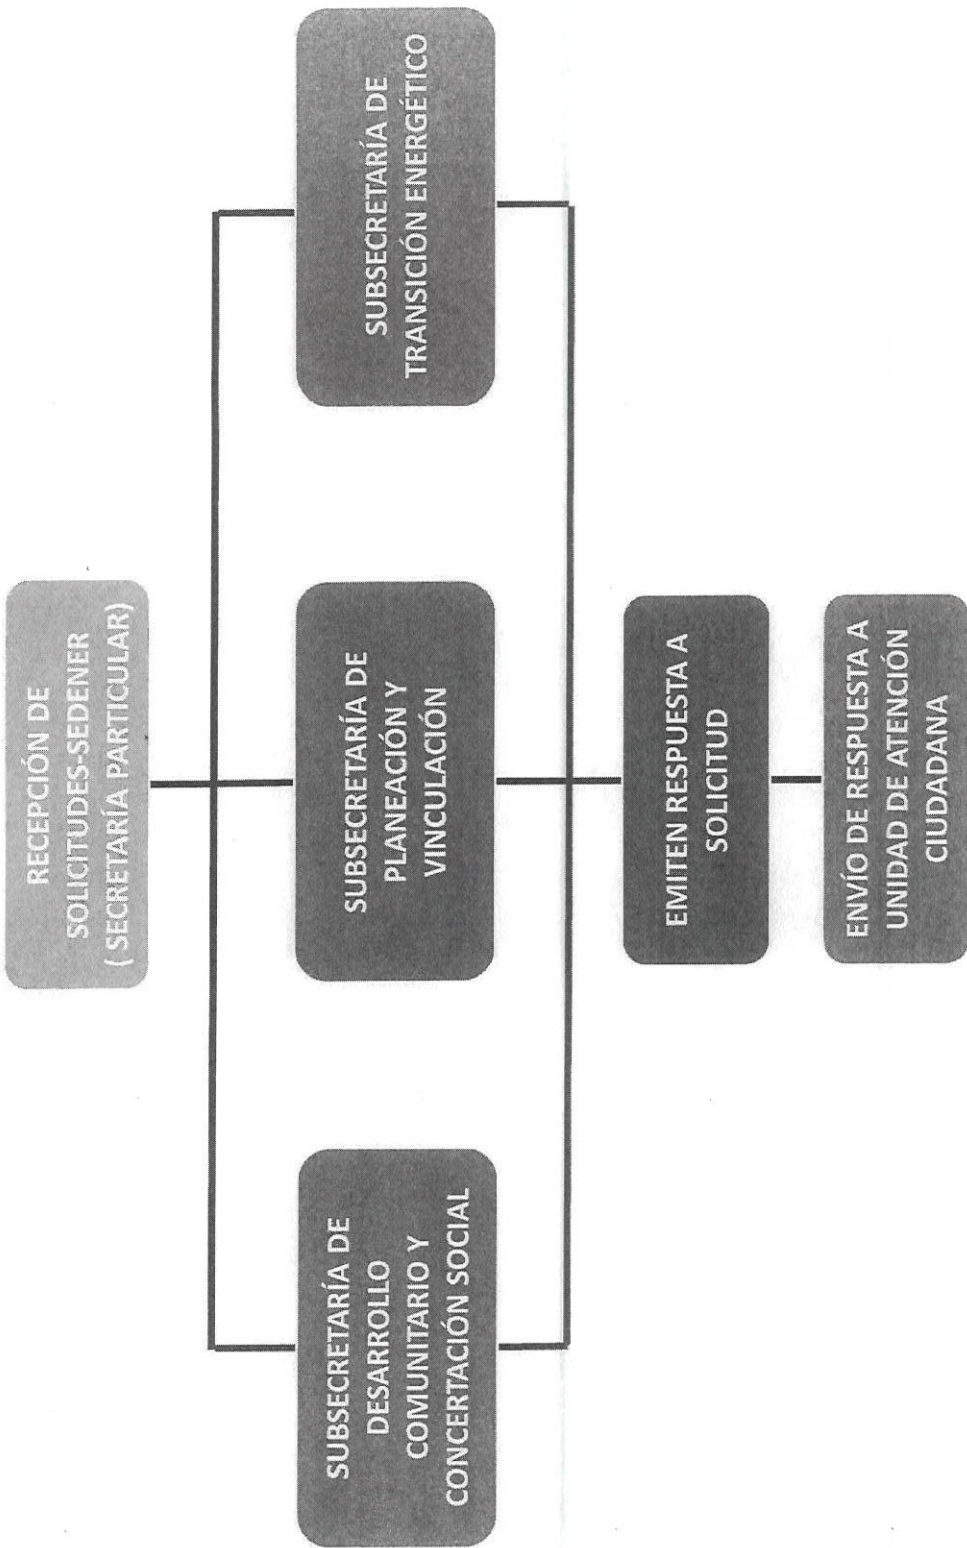 RECEPCIÓN DE
SOLICITUDES-SEDENER
( SECRETARÍA PARTICULAR)
SUBSECRETARÍA DE
DESARROLLO
COMUNITARIO Y
CONCERTACIÓN SOCIAL
SUBSECRETARÍA DE
PLANEACIÓN Y
VINCULACIÓN
SUBSECRETARÍA DE
TRANSICIÓN ENERGÉTICO
EMITEN RESPUESTA A
SOLICITUD
ENVÍO DE RESPUESTA A
UNIDAD DE ATENCIÓN
CIUDADANA